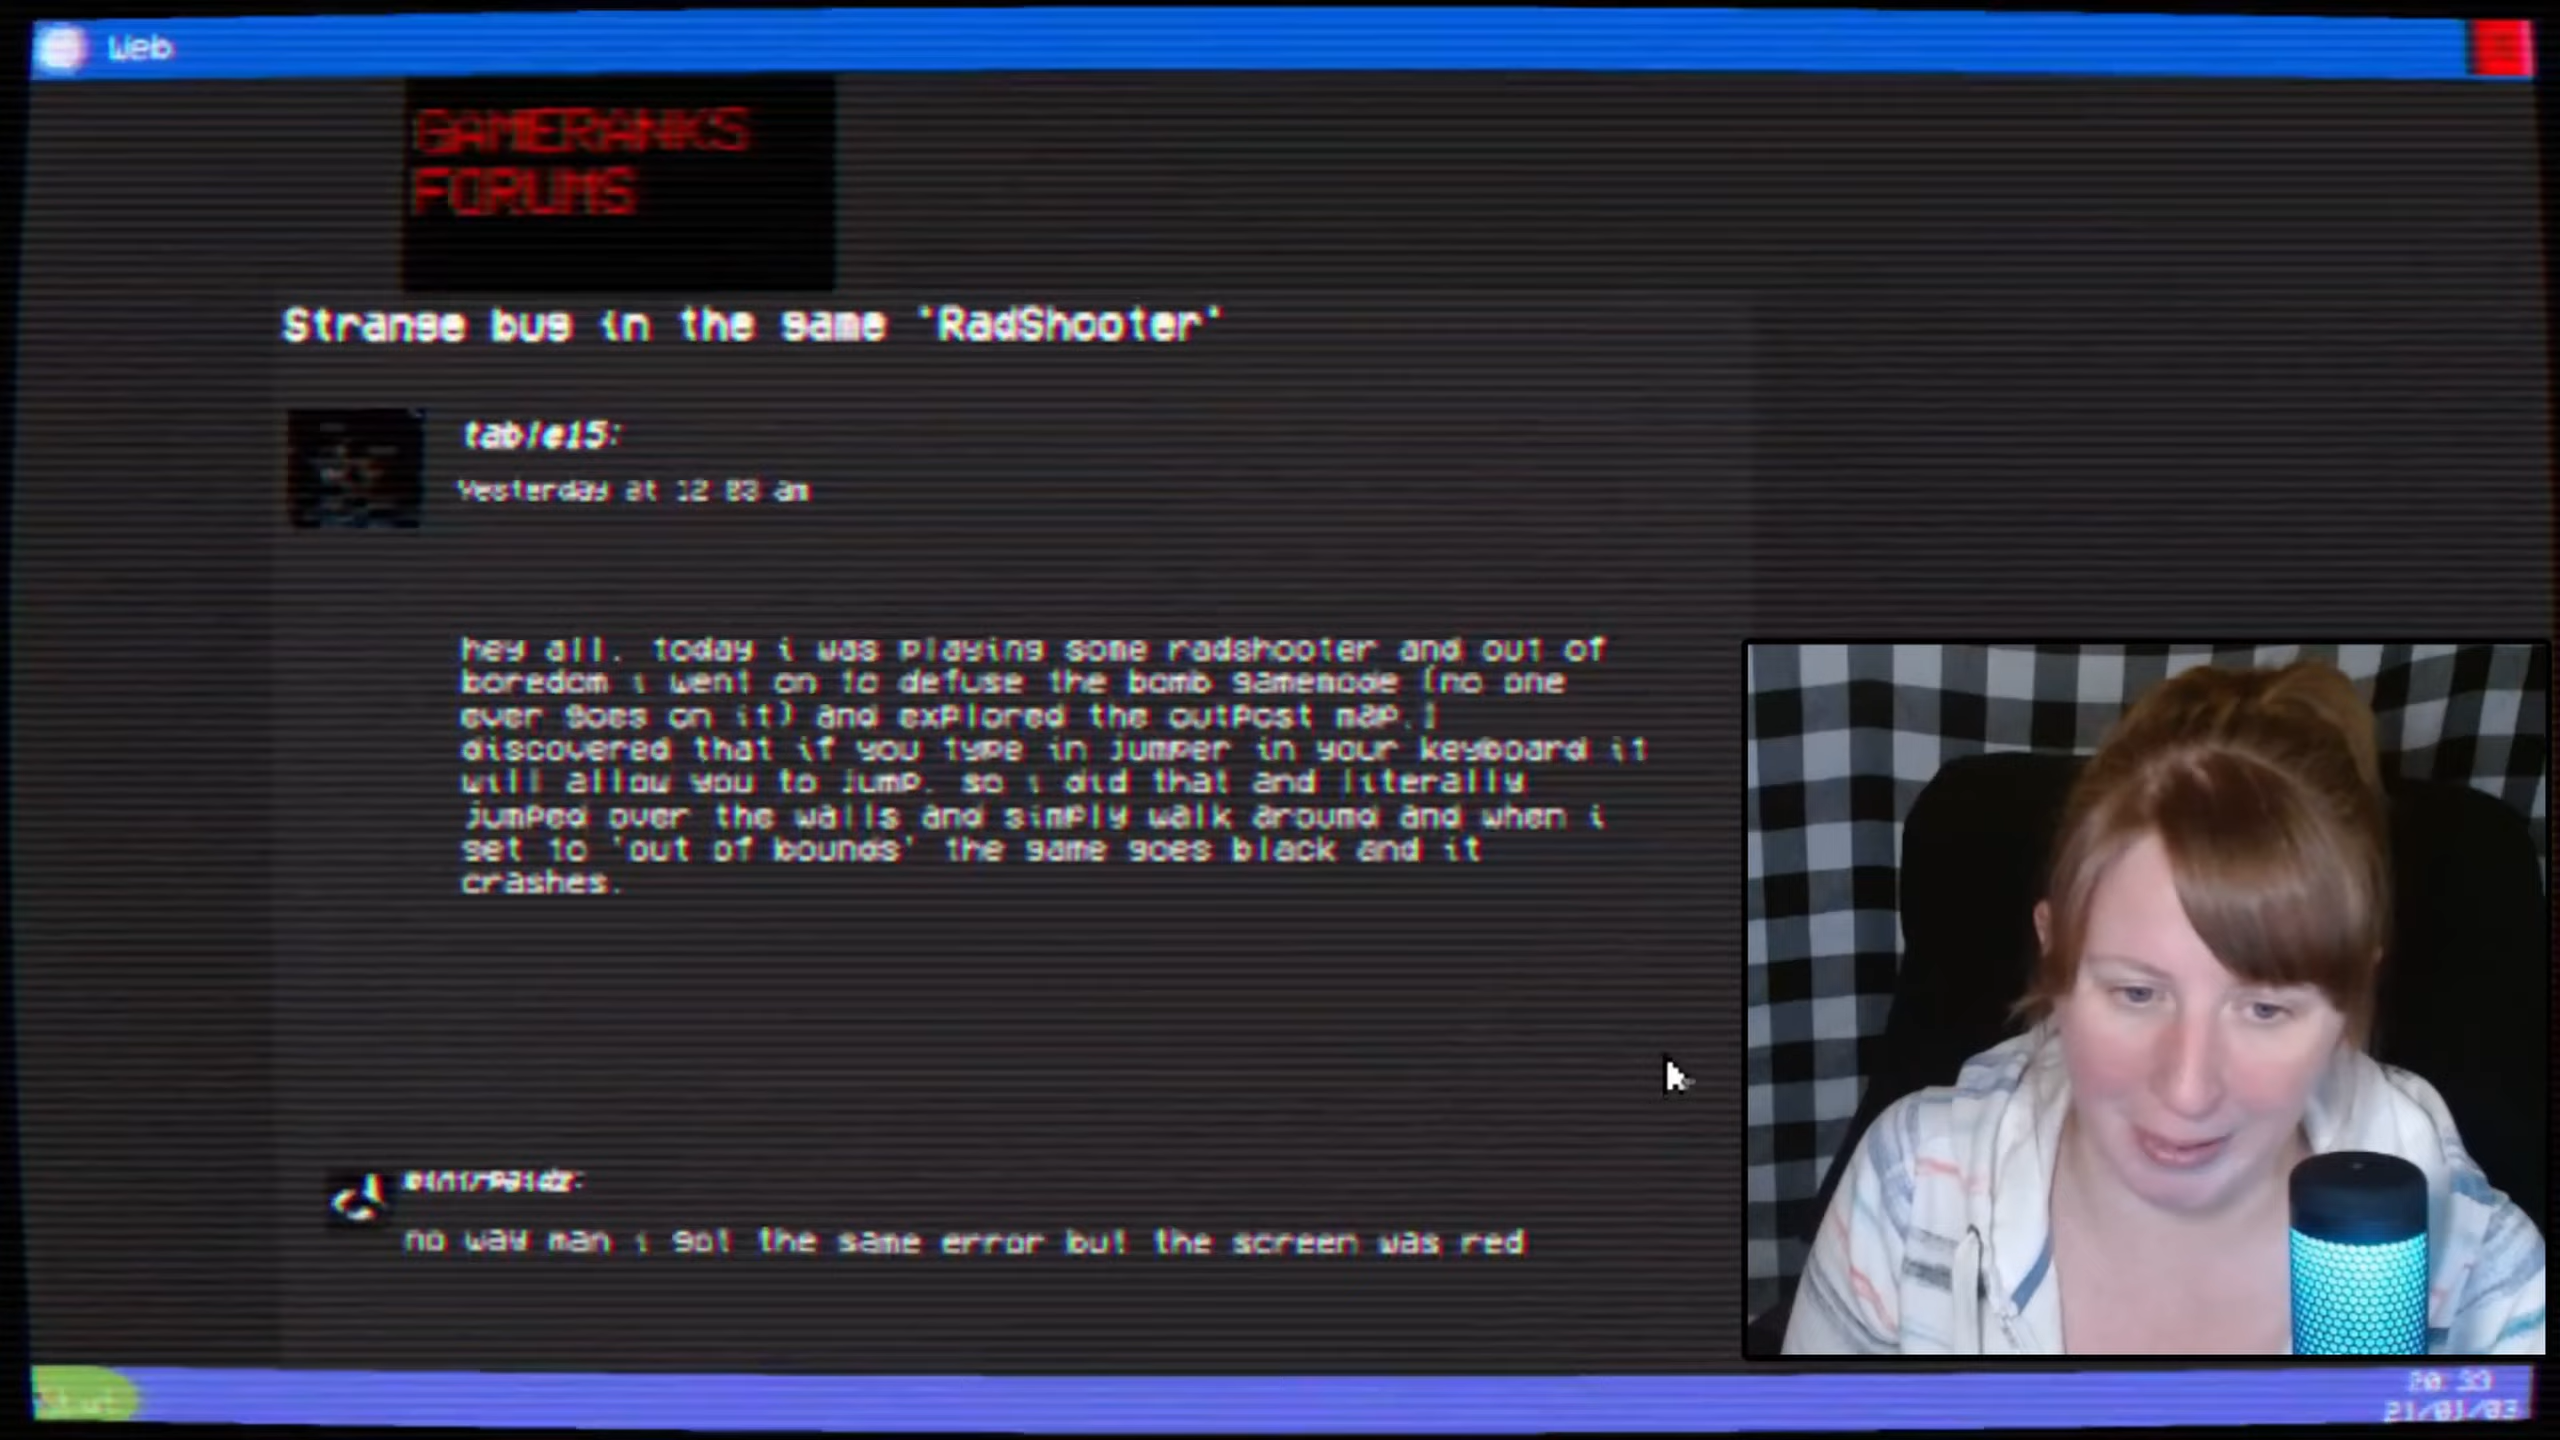 Web
GAMERANKS
FORUMS
Strange bug in the game 'RadShooter'
table15:
Yesterday at 12 03 am
hey all. today i was playing some radshooter and out of
boredom i went on to defuse the bomb gamemode (no one
ever goes on it) and explored the outpost map.I
discovered that if you type in jumper in your keyboard it
will allow you to jump. so i did that and literally
jumped over the walls and simply walk around and when i
get to 'out of bounds' the game goes black and it
crashes.
no way man i got the same error but the screen was red
20:33
21/01/03